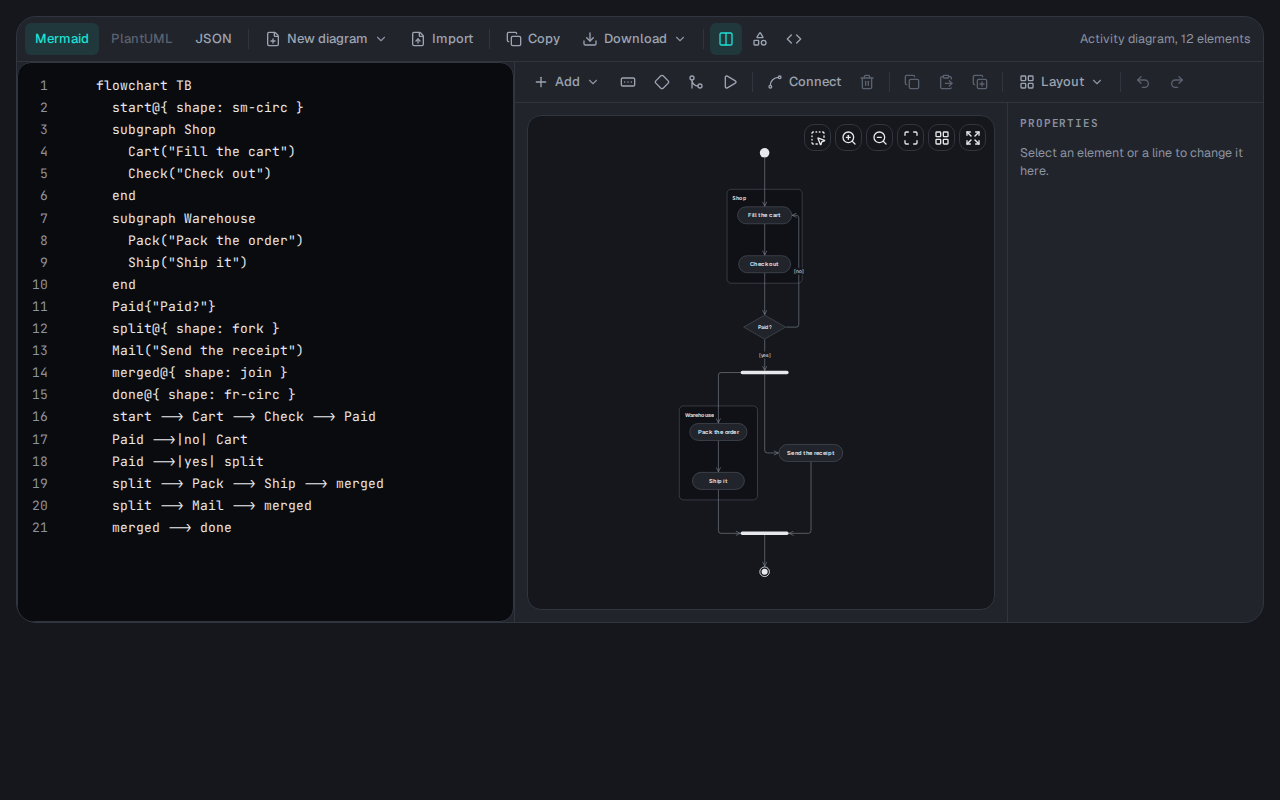 Mermaid PlantUML JSON New diagram Import Copy Download Activity diagram, 12 elements
1 flowchart TB
2 start@{ shape: sm-circ }
3 subgraph Shop
4 Cart("Fill the cart")
5 Check("Check out")
6 end
7 subgraph Warehouse
8 Pack("Pack the order")
9 Ship("Ship it")
10 end
11 Paid{"Paid?"}
12 split@{ shape: fork }
13 Mail("Send the receipt")
14 merged@{ shape: join }
15 done@{ shape: fr-circ }
16 start --> Cart --> Check --> Paid
17 Paid -->|no| Cart
18 Paid -->|yes| split
19 split --> Pack --> Ship --> merged
20 split --> Mail --> merged
21 merged --> done
Add Connect Layout
Shop
Fill the cart
Check out
[no]
Paid?
[yes]
Warehouse
Pack the order
Send the receipt
Ship it
PROPERTIES
Select an element or a line to change it
here.